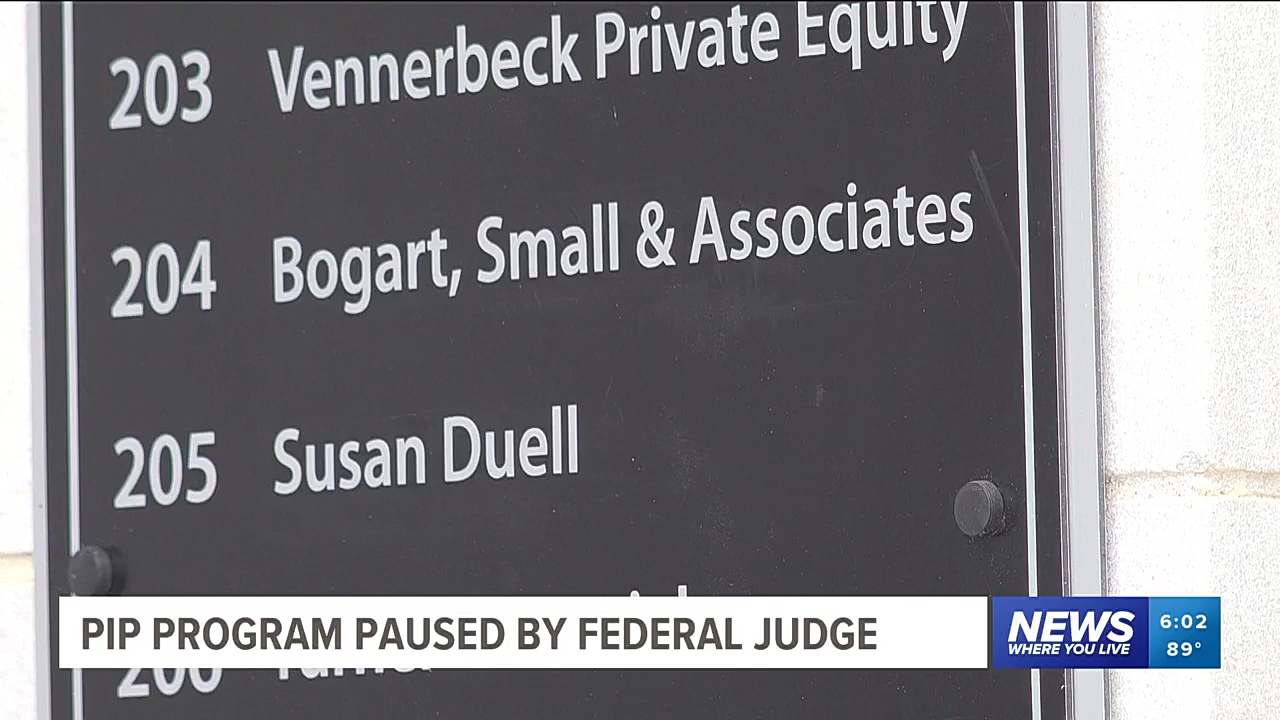 203 Vennerbeck Private Equity
204 Bogart, Small & Associates
205 Susan Duell
PIP PROGRAM PAUSED BY FEDERAL JUDGE
NEWS
WHERE YOU LIVE
6:02
89°
206